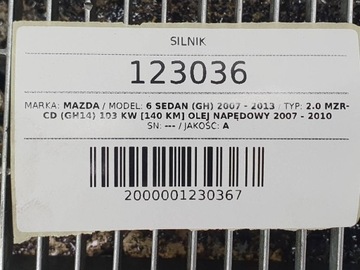 SILNIK
123036
MARKA: MAZDA / MODEL: 6 SEDAN (GH) 2007 - 2013 / TYP: 2.0 MZR-
CD (GH14) 103 KW [140 KM] OLEJ NAPĘDOWY 2007 - 2010
SN: --- / JAKOŚĆ: A
2000001230367